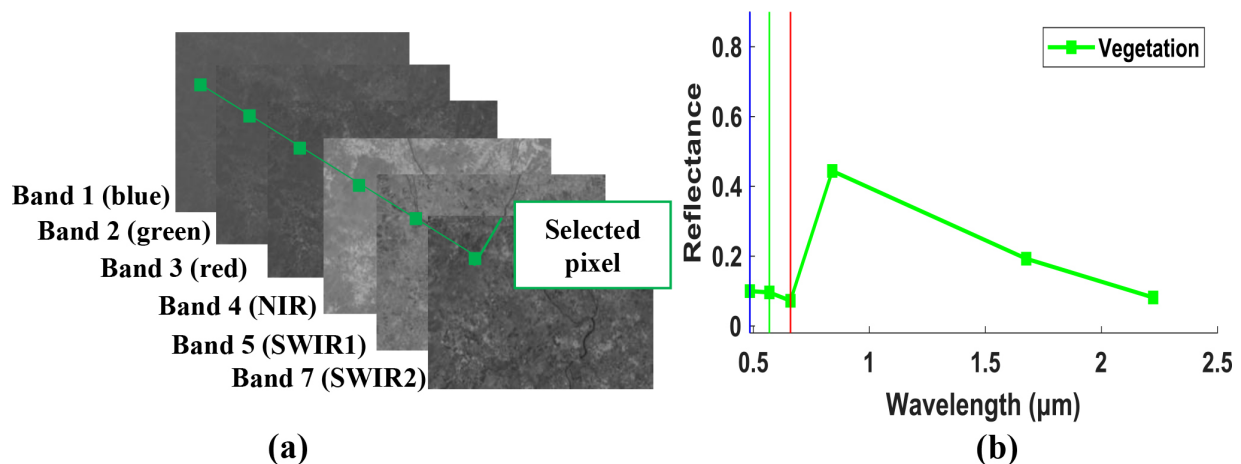 Band 1 (blue)
Band 2 (green)
Band 3 (red)
Band 4 (NIR)
Band 5 (SWIR1)
Band 7 (SWIR2)
Selected
pixel
(a)
Vegetation
Reflectance
0.8
0.6
0.4
0.2
0
0.5
1
1.5
2
2.5
Wavelength (μm)
(b)